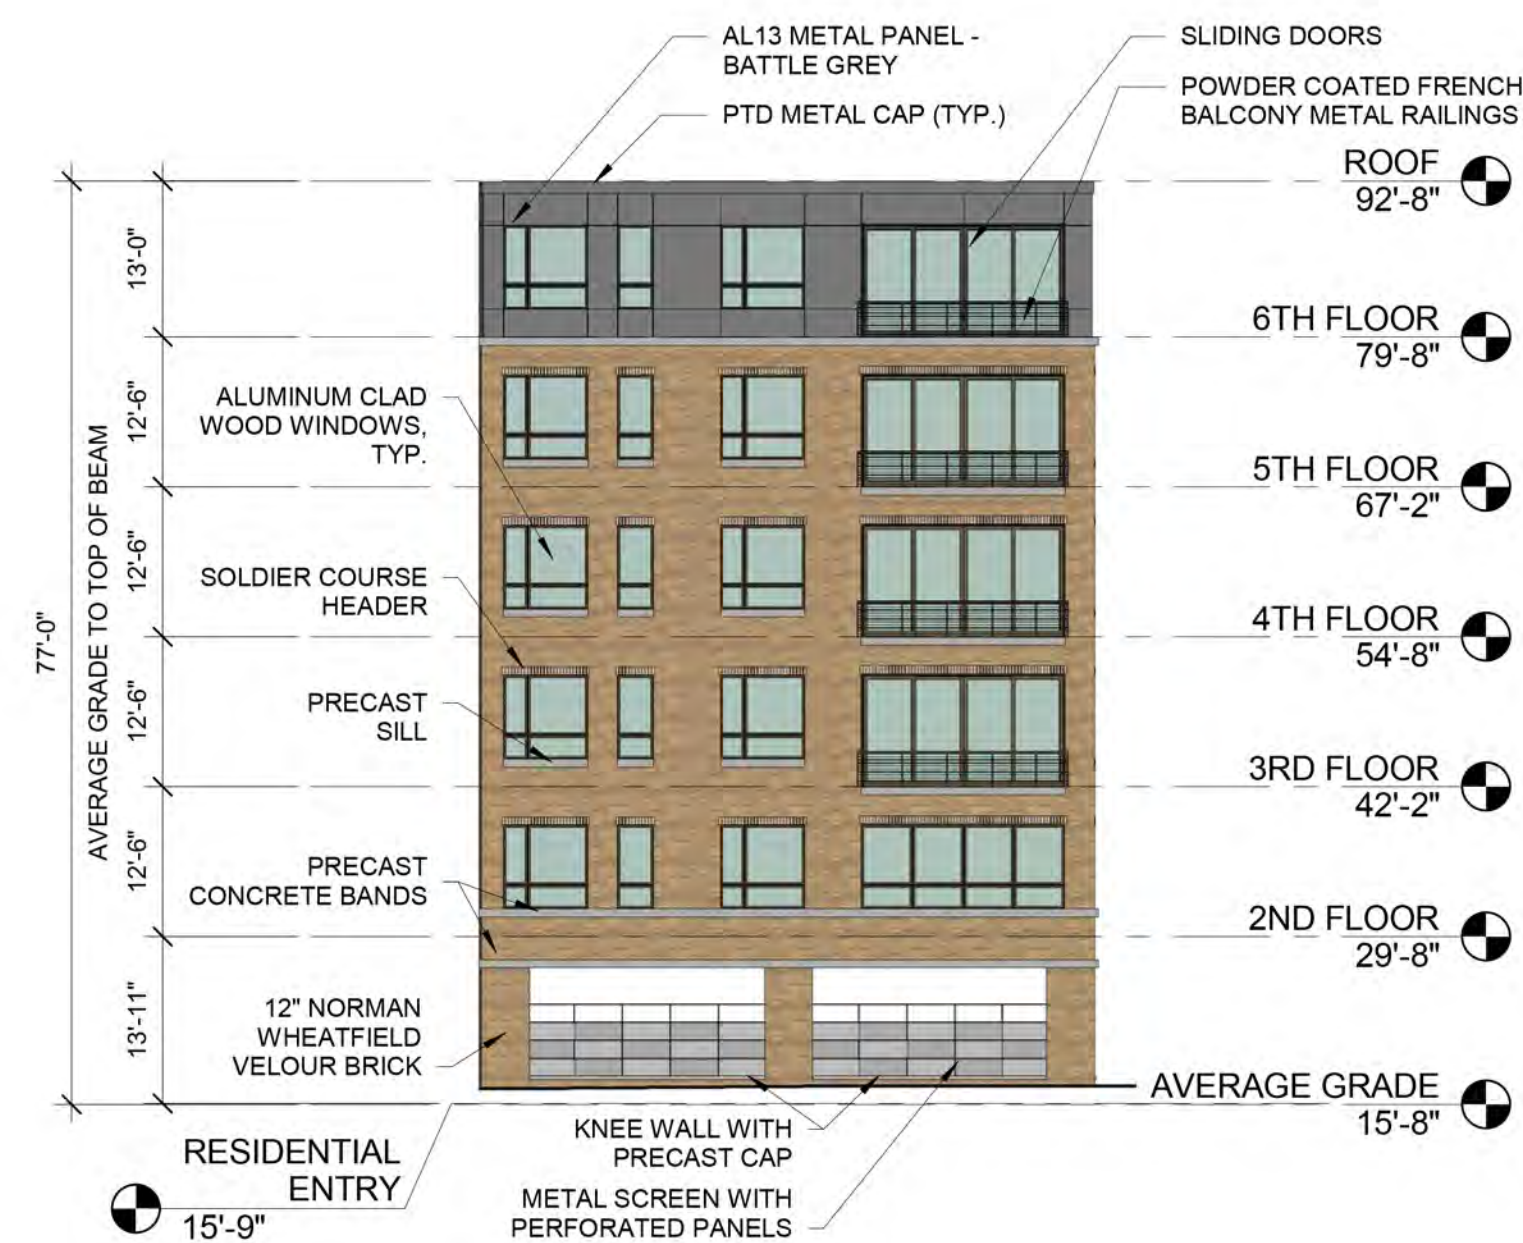 AL13 METAL PANEL -
BATTLE GREY
PTD METAL CAP (TYP.)
SLIDING DOORS
POWDER COATED FRENCH
BALCONY METAL RAILINGS
ROOF
92'-8"
13'-0"
6TH FLOOR
79'-8"
ALUMINUM CLAD
WOOD WINDOWS,
TYP.
12'-6"
5TH FLOOR
67'-2"
12'-6"
SOLDIER COURSE
HEADER
4TH FLOOR
54'-8"
77'-0"
AVERAGE GRADE TO TOP OF BEAM
12'-6"
PRECAST
SILL
3RD FLOOR
42'-2"
12'-6"
PRECAST
CONCRETE BANDS
2ND FLOOR
29'-8"
13'-11"
12" NORMAN
WHEATFIELD
VELOUR BRICK
AVERAGE GRADE
15'-8"
KNEE WALL WITH
PRECAST CAP
RESIDENTIAL
ENTRY
15'-9"
METAL SCREEN WITH
PERFORATED PANELS